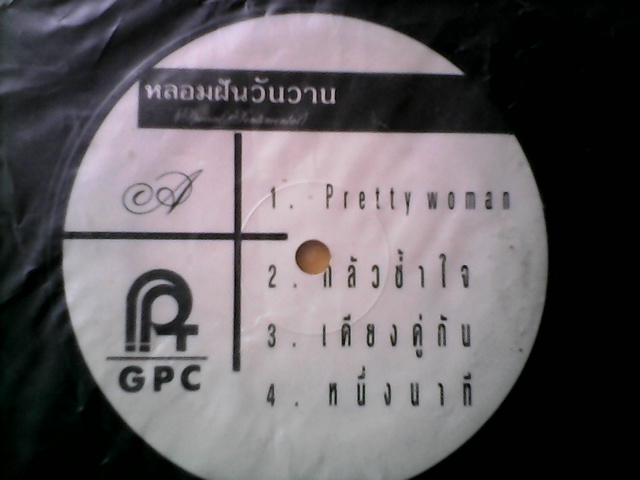 หลอมฝันวันวาน
A
1. Pretty woman
2. กลัวช้ำใจ
3. เคียงคู่กัน
4. หนึ่งนาที
GPC